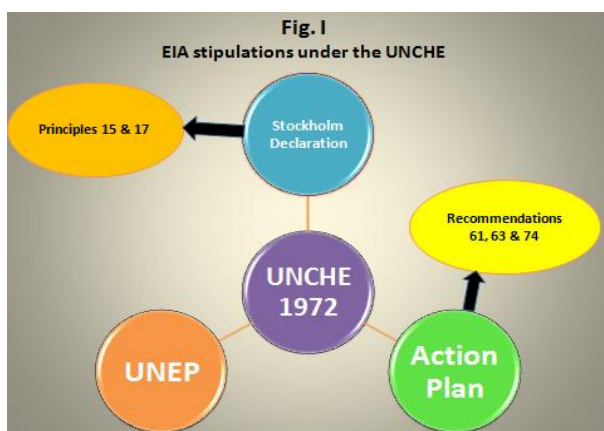 Fig. I
EIA stipulations under the UNCHE
Stockholm
Declaration
Principles 15 & 17
Recommendations
61, 63 & 74
UNCHE
1972
UNEP
Action
Plan